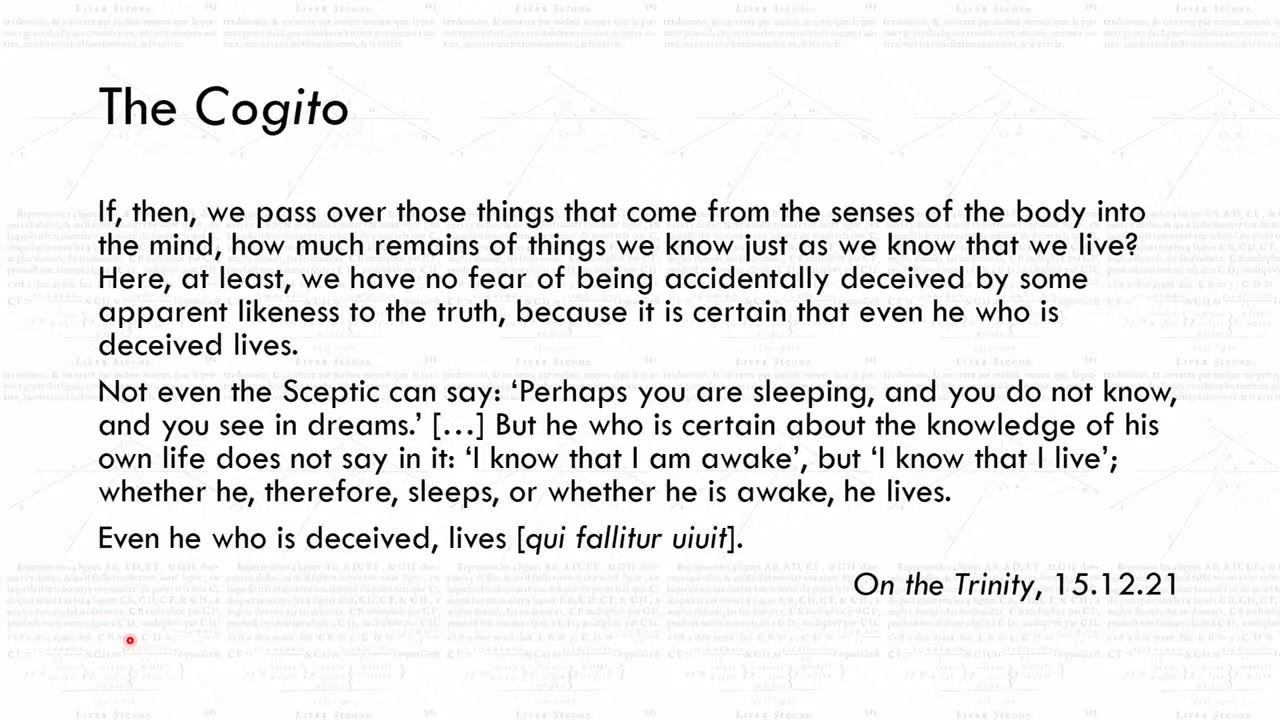 The Cogito
If, then, we pass over those things that come from the senses of the body into
the mind, how much remains of things we know just as we know that we live?
Here, at least, we have no fear of being accidentally deceived by some
apparent likeness to the truth, because it is certain that even he who is
deceived lives.
Not even the Sceptic can say: ‘Perhaps you are sleeping, and you do not know,
and you see in dreams.’ […] But he who is certain about the knowledge of his
own life does not say in it: ‘I know that I am awake’, but ‘I know that I live’;
whether he, therefore, sleeps, or whether he is awake, he lives.
Even he who is deceived, lives [qui fallitur uiuit].
On the Trinity, 15.12.21